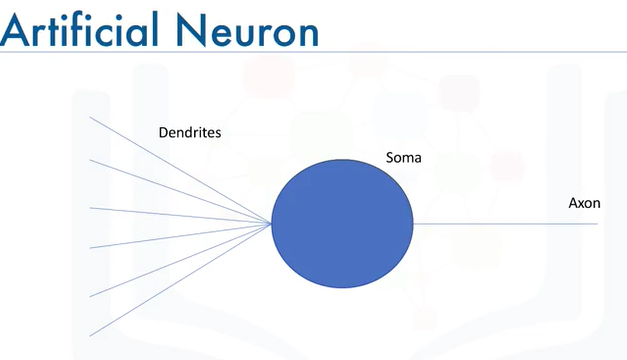 Artificial Neuron
Dendrites
Soma
Axon